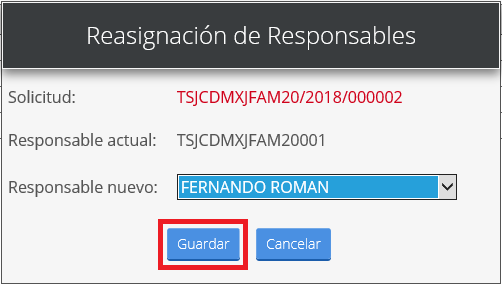 Reasignación de Responsables
Solicitud: TSJCDMXJFAM20/2018/000002
Responsable actual: TSJCDMXJFAM20001
Responsable nuevo: FERNANDO ROMAN
Guardar Cancelar